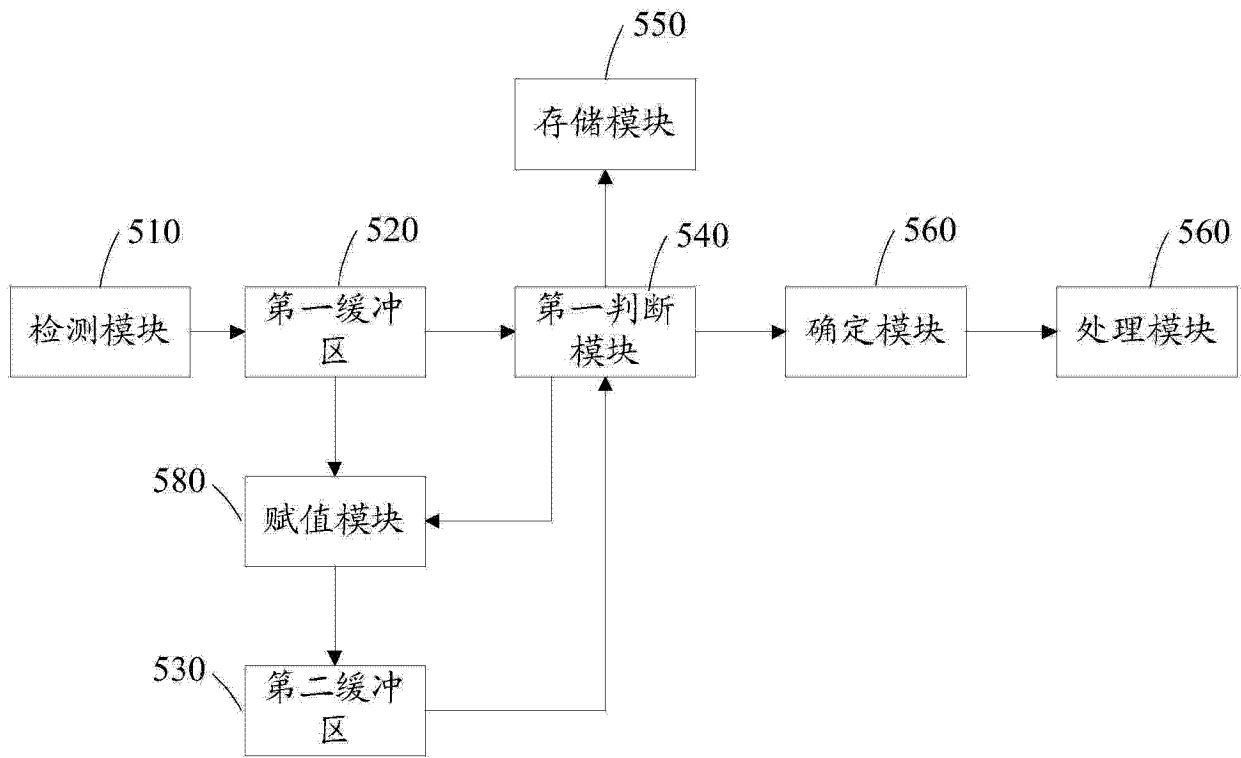 550
存储模块
510
520
540
560
560
检测模块
第一缓冲
区
第一判断
模块
确定模块
处理模块
580
赋值模块
530
第二缓冲
区